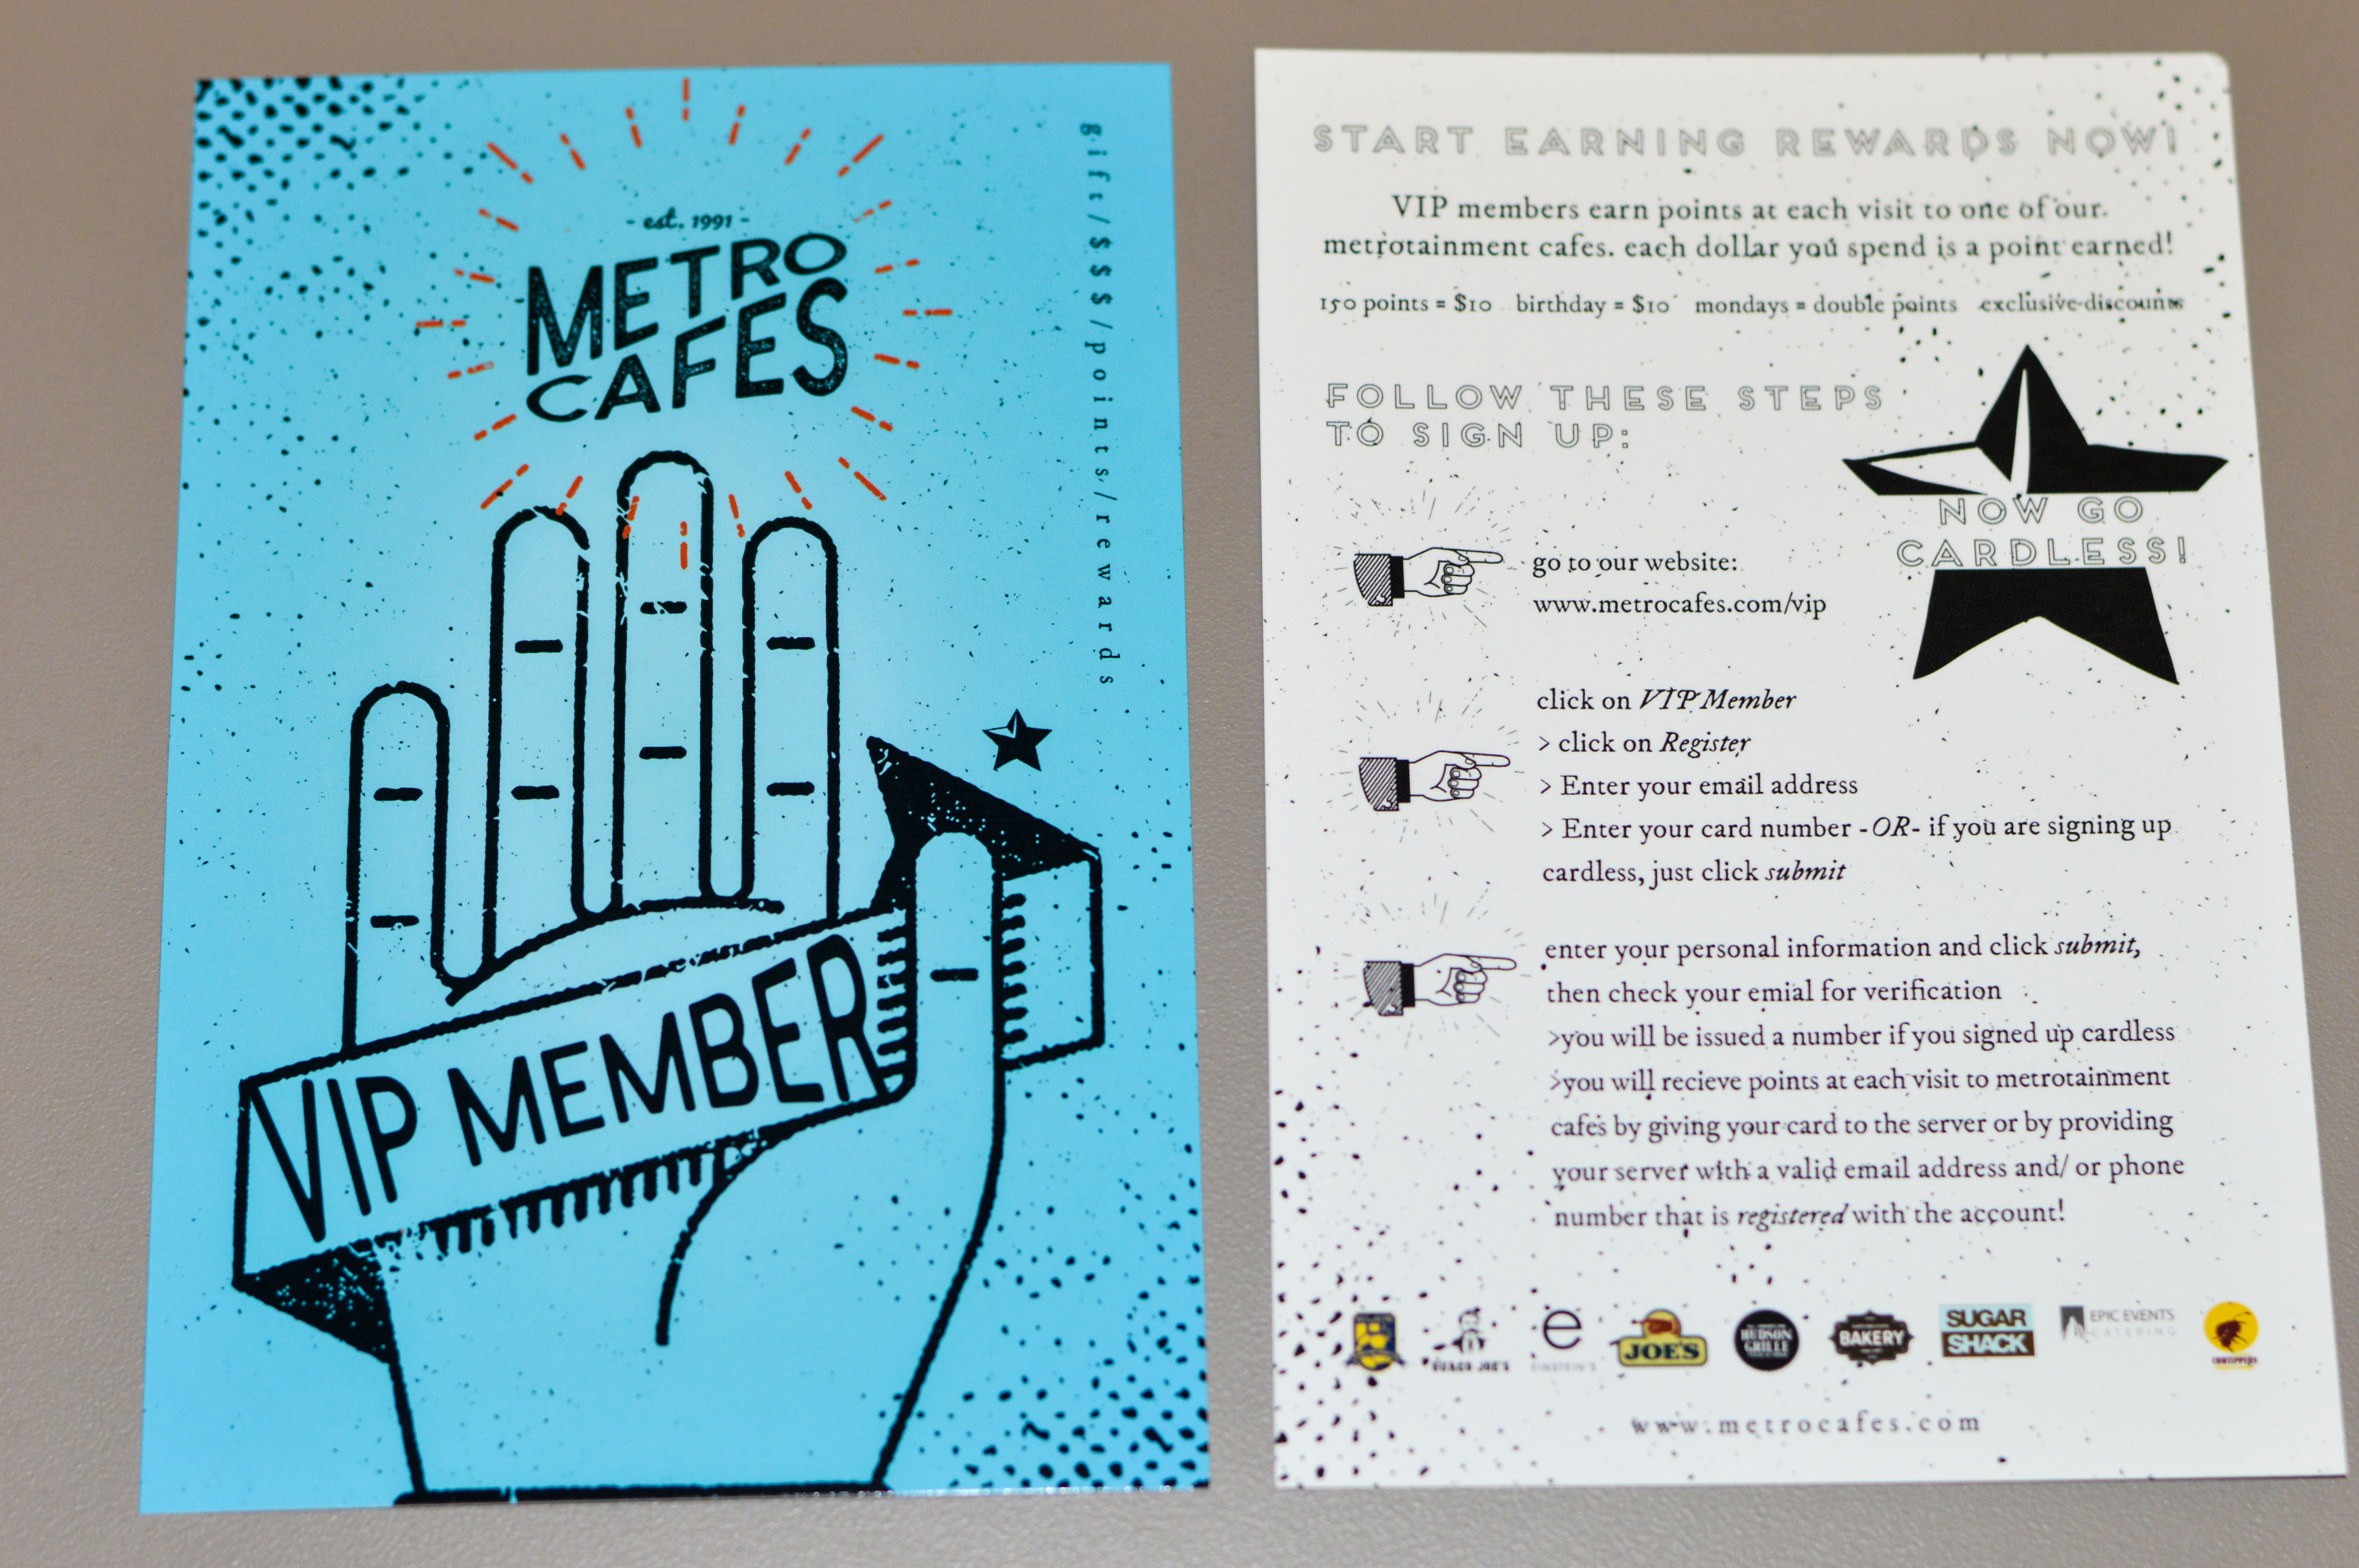 - est. 1991 -
METRO
CAFES
gift/$$$/points/rewards
VIP MEMBER
START EARNING REWARDS NOW!
VIP members earn points at each visit to one of our.
metrotainment cafes. each dollar you spend is a point earned!
150 points = $10 birthday = $10 mondays = double points exclusive discounts
FOLLOW THESE STEPS
TO SIGN UP:
NOW GO
CARDLESS!
go to our website:
www.metrocafes.com/vip
click on VIP Member
> click on Register
> Enter your email address
> Enter your card number -OR- if you are signing up
cardless, just click submit
enter your personal information and click submit,
then check your emial for verification
>you will be issued a number if you signed up cardless
>you will recieve points at each visit to metrotainment
cafes by giving your card to the server or by providing
your server with a valid email address and/ or phone
number that is registered with the account!
JOE'S
e
EINSTEIN'S
JOE'S
HUDSON
GRILLE
BAKERY
SUGAR
SHACK
EPIC EVENTS
CATERING
www.metrocafes.com